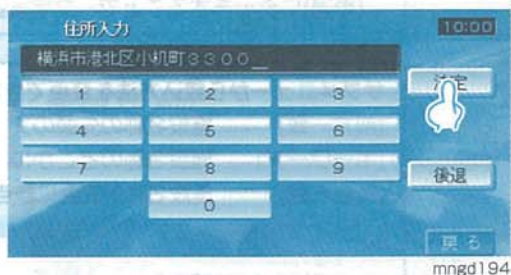 住所入力 10:00
横浜市港北区小机町3300_
1 2 3
決定
4 5 6
7 8 9
後退
0
戻る
mngd194